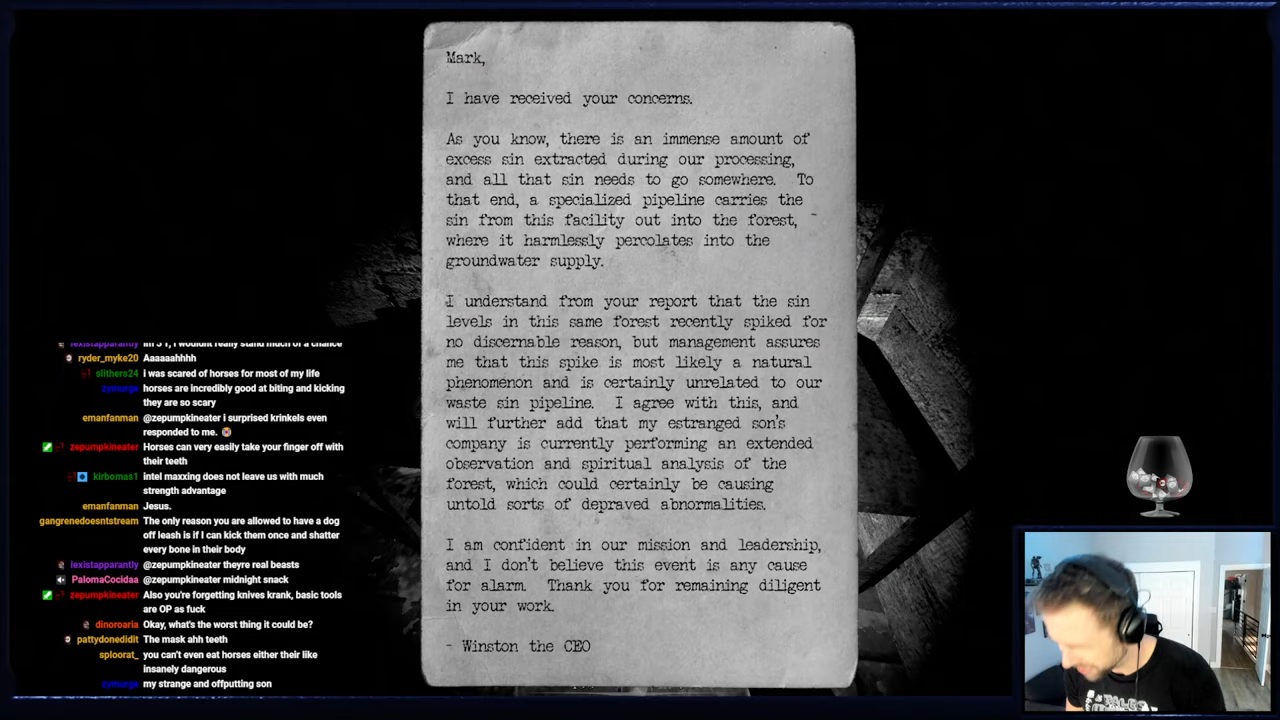 Mark,
I have received your concerns.
As you know, there is an immense amount of
excess sin extracted during our processing,
and all that sin needs to go somewhere. To
that end, a specialized pipeline carries the
sin from this facility out into the forest,
where it harmlessly percolates into the
groundwater supply.
I understand from your report that the sin
levels in this same forest recently spiked for
no discernable reason, but management assures
me that this spike is most likely a natural
phenomenon and is certainly unrelated to our
waste sin pipeline. I agree with this, and
will further add that my estranged son's
company is currently performing an extended
observation and spiritual analysis of the
forest, which could certainly be causing
untold sorts of depraved abnormalities.
I am confident in our mission and leadership,
and I don't believe this event is any cause
for alarm. Thank you for remaining diligent
in your work.
- Winston the CEO
ryder_myke20 Aaaaaahhhh
slithers24 i was scared of horses for most of my life
horses are incredibly good at biting and kicking
they are so scary
emanfanman @zepumpkineater i surprised krinkels even
responded to me.
zepumpkineater Horses can very easily take your finger off with
their teeth
kirbomas1 intel maxxing does not leave us with much
strength advantage
emanfanman Jesus.
gangrenedoesntstream The only reason you are allowed to have a dog
off leash is if I can kick them once and shatter
every bone in their body
iexistapparantly @zepumpkineater theyre real beasts
PalomaCocidaa @zepumpkineater midnight snack
zepumpkineater Also you're forgetting knives krank, basic tools
are OP as fuck
dinoroaria Okay, what's the worst thing it could be?
pattydonedidit The mask ahh teeth
sploorat_ you can't even eat horses either their like
insanely dangerous
my strange and offputting son